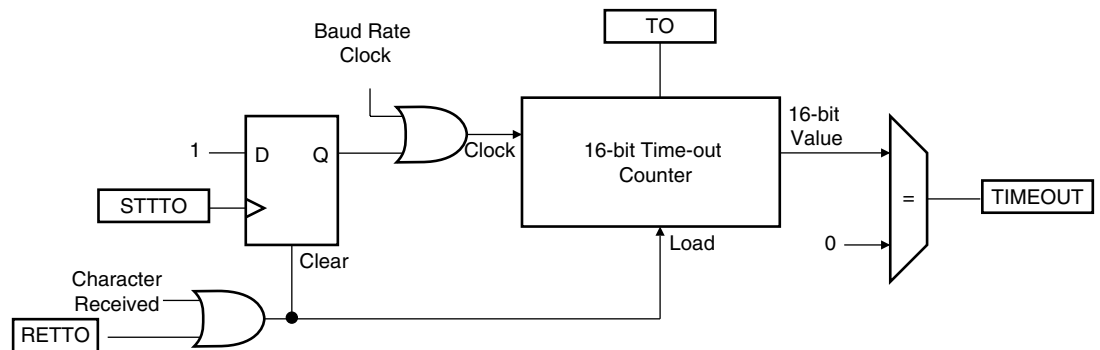 TO
Baud Rate
Clock
16-bit
Value
1
D
Q
Clock
16-bit Time-out
Counter
STTTO
=
TIMEOUT
Clear
Load
0
Character
Received
RETTO